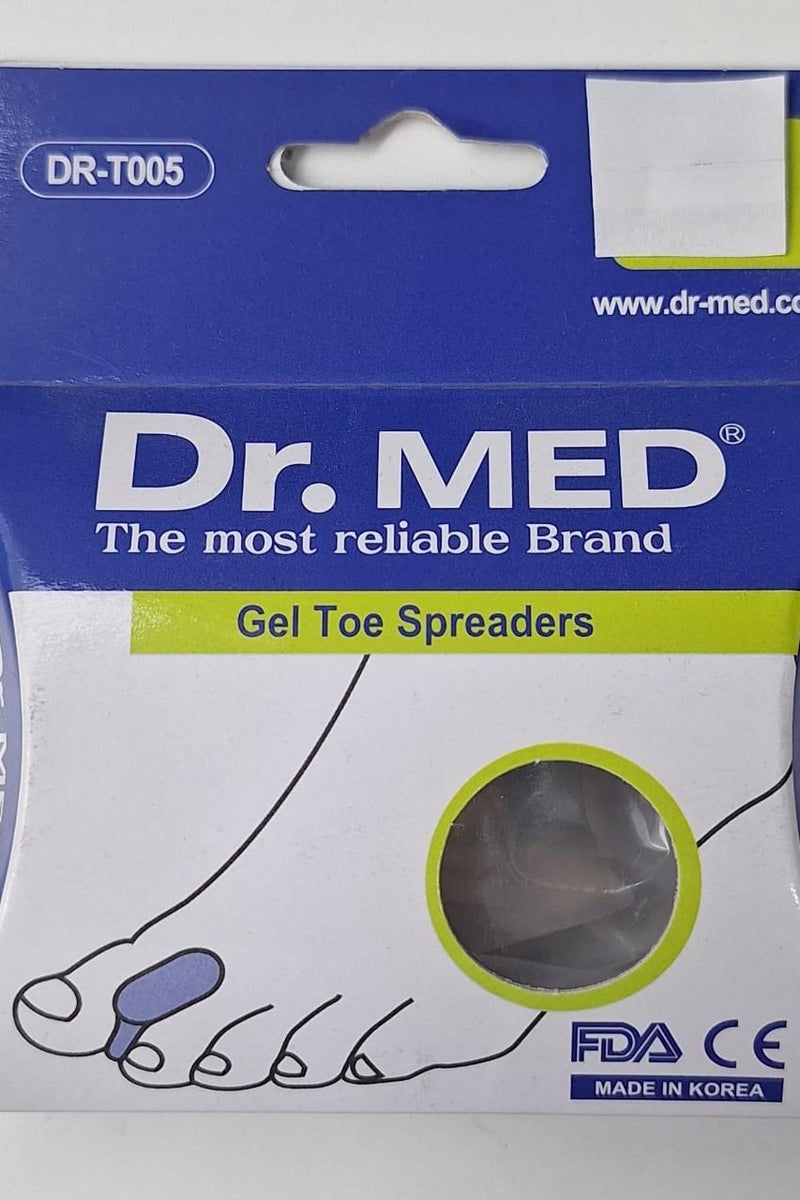 DR-T005
www.dr-med.co
Dr. MED®
The most reliable Brand
Gel Toe Spreaders
FDA CE
MADE IN KOREA